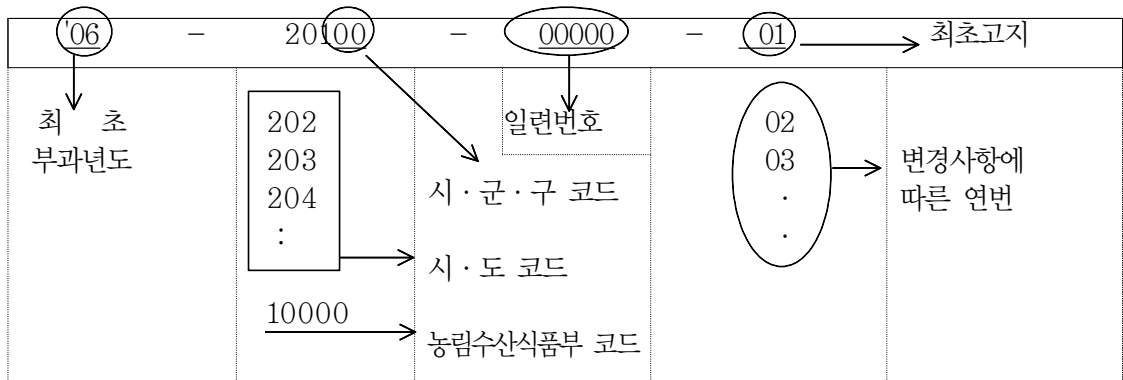 '06 - 20100 - 00000 - 01 최초고지
최 초
부과년도
202
203
204
:
10000
일련번호
시·군·구 코드
시·도 코드
농림수산식품부 코드
02
03
.
.
변경사항에
따른 연번